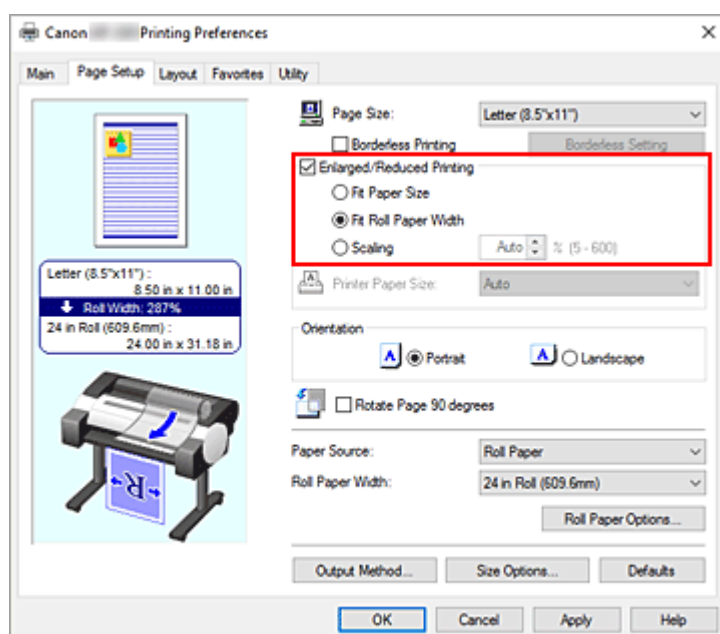 Canon Printing Preferences
Main Page Setup Layout Favorites Utility
Page Size: Letter (8.5"x11")
Borderless Printing Borderless Setting
Enlarged/Reduced Printing
Fit Paper Size
Fit Roll Paper Width
Scaling Auto % (5 - 600)
Letter (8.5"x11") :
8.50 in x 11.00 in
Roll Width: 287%
24 in Roll (609.6mm) :
24.00 in x 31.18 in
Printer Paper Size: Auto
Orientation
A Portrait A Landscape
Rotate Page 90 degrees
Paper Source: Roll Paper
Roll Paper Width: 24 in Roll (609.6mm)
Roll Paper Options...
R
Output Method... Size Options... Defaults
OK Cancel Apply Help